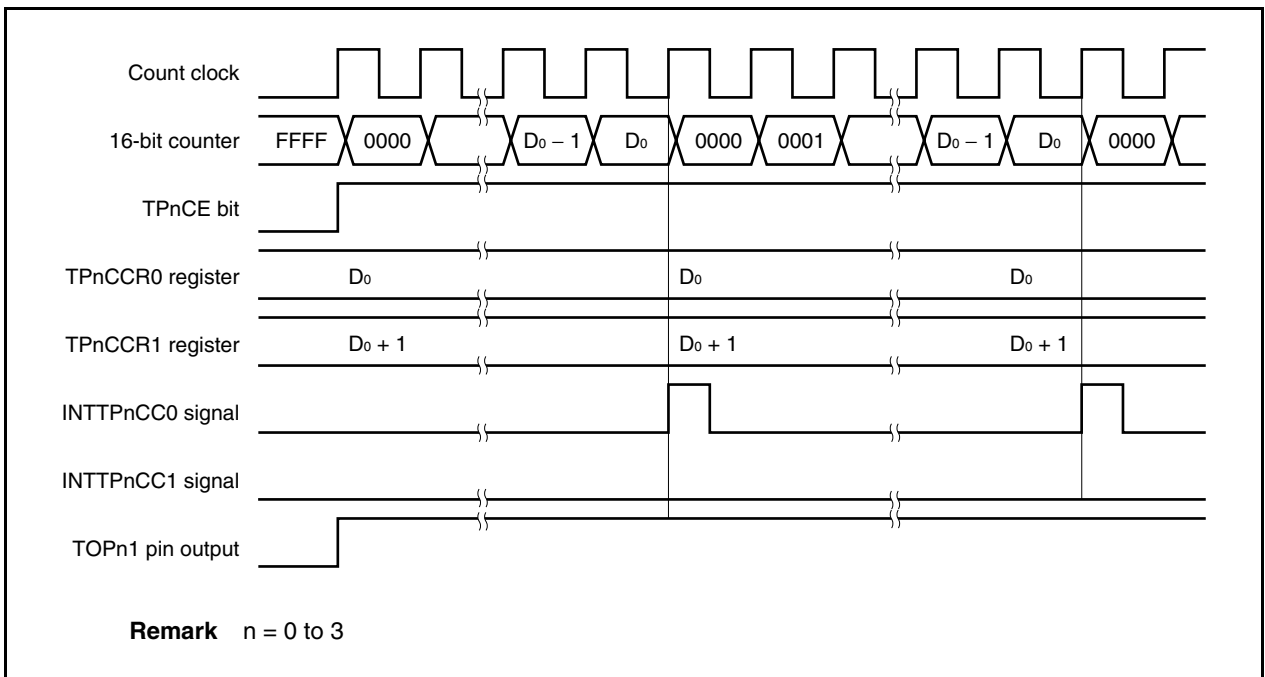 Count clock
16-bit counter FFFF 0000 D₀ − 1 D₀ 0000 0001 D₀ − 1 D₀ 0000
TPnCE bit
TPnCCR0 register D₀ D₀ D₀
TPnCCR1 register D₀ + 1 D₀ + 1 D₀ + 1
INTTPnCC0 signal
INTTPnCC1 signal
TOPn1 pin output
Remark n = 0 to 3